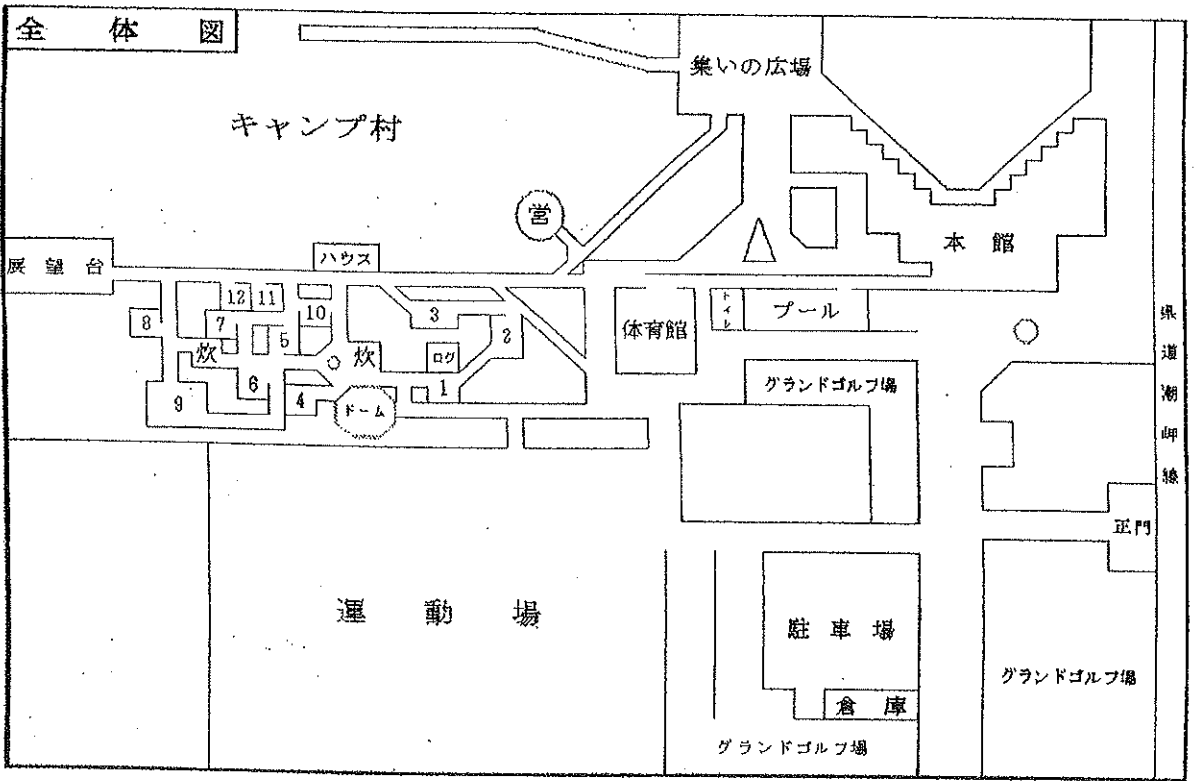 全体図
集いの広場
キャンプ村
営
本館
展望台
ハウス
12
11
10
3
2
8
7
5
体育館
トイレ
プール
炊
炊
ログ
県道潮岬線
6
1
グランドゴルフ場
9
4
ドーム
正門
運動場
駐車場
グランドゴルフ場
倉庫
グランドゴルフ場